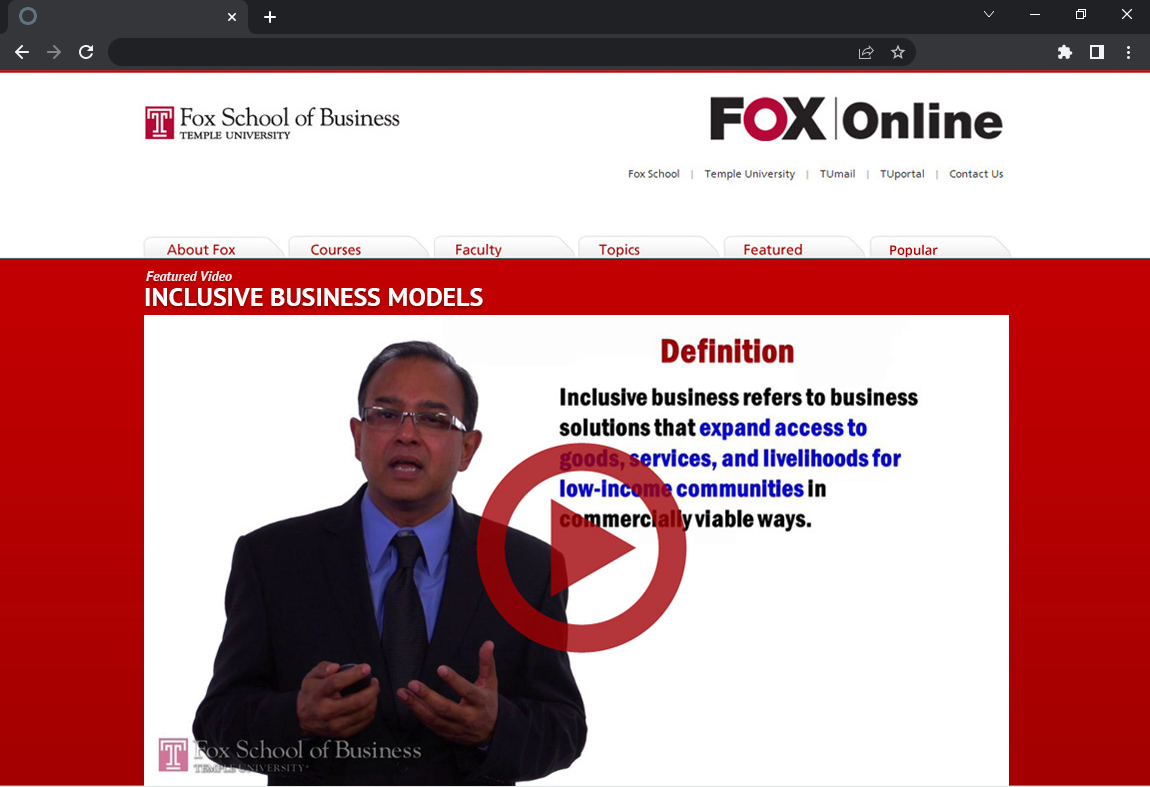 Fox School of Business
TEMPLE UNIVERSITY
FOX | Online
Fox School | Temple University | TUmail | TUportal | Contact Us
About Fox Courses Faculty Topics Featured Popular
Featured Video
INCLUSIVE BUSINESS MODELS
Definition
Inclusive business refers to business
solutions that expand access to
goods, services, and livelihoods for
low-income communities in
commercially viable ways.
Fox School of Business
TEMPLE UNIVERSITY®